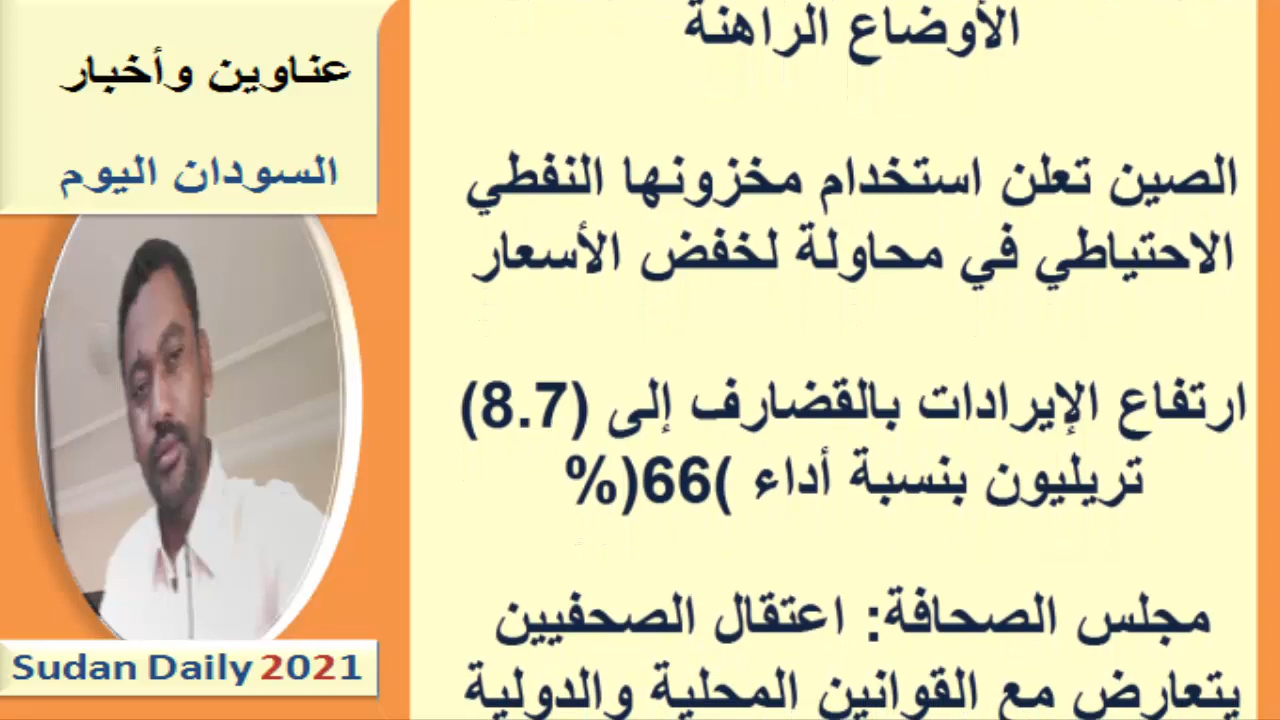 عناوين وأخبار
السودان اليوم
Sudan Daily 2021
الأوضاع الراهنة
الصين تعلن استخدام مخزونها النفطي
الاحتياطي في محاولة لخفض الأسعار
ارتفاع الإيرادات بالقضارف إلى (8.7)
تريليون بنسبة أداء )66(%
مجلس الصحافة: اعتقال الصحفيين
يتعارض مع القوانين المحلية والدولية